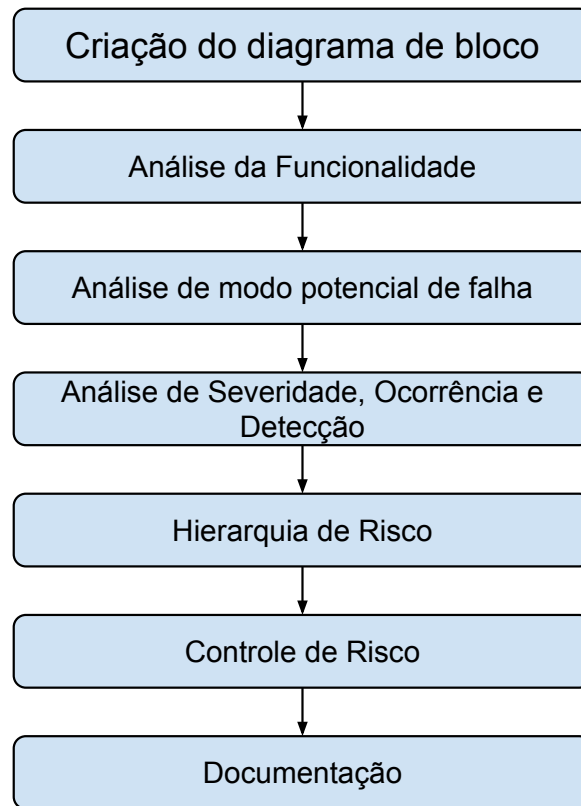 Criação do diagrama de bloco
Análise da Funcionalidade
Análise de modo potencial de falha
Análise de Severidade, Ocorrência e
Detecção
Hierarquia de Risco
Controle de Risco
Documentação